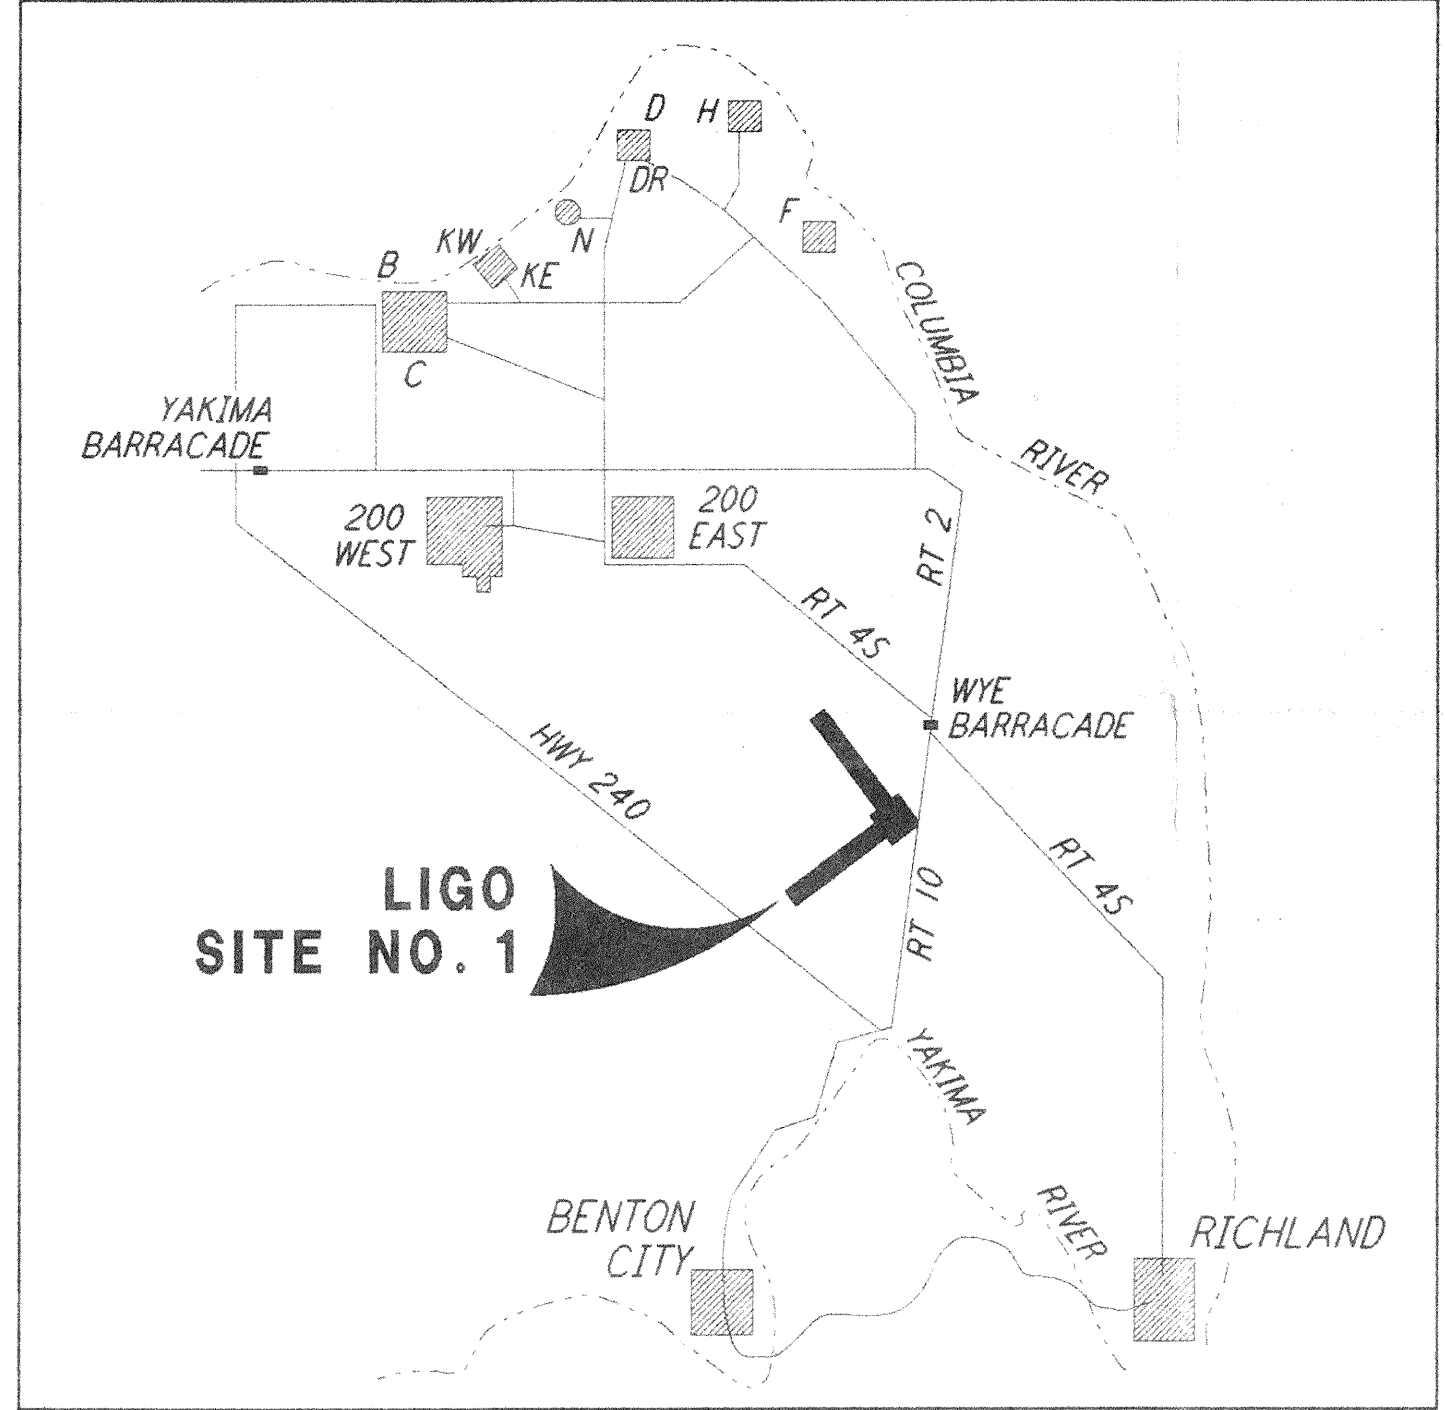 D
H
DR
F
N
KW
KE
B
C
COLUMBIA
RIVER
YAKIMA
BARRACADE
200
WEST
200
EAST
RT 2
RT 4S
WYE
BARRACADE
HWY 240
LIGO
SITE NO. 1
RT 10
RT 4S
YAKIMA
RIVER
BENTON
CITY
RICHLAND